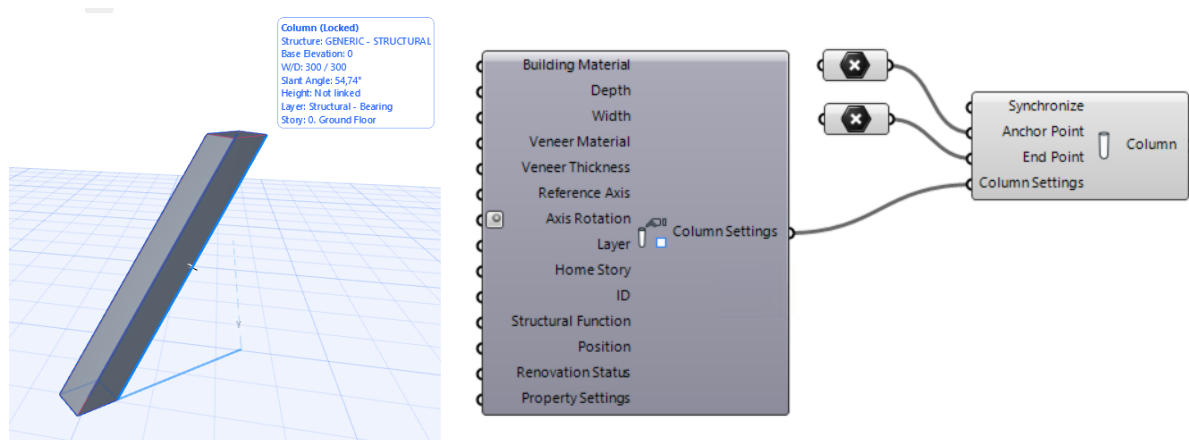 Column (Locked)
Structure: GENERIC - STRUCTURAL
Base Elevation: 0
W/D: 300 / 300
Slant Angle: 54,74°
Height: Not linked
Layer: Structural - Bearing
Story: 0. Ground Floor
Building Material
Depth
Width
Veneer Material
Veneer Thickness
Reference Axis
Axis Rotation
Layer
Home Story
ID
Structural Function
Position
Renovation Status
Property Settings
Column Settings
Synchronize
Anchor Point
End Point
Column Settings
Column